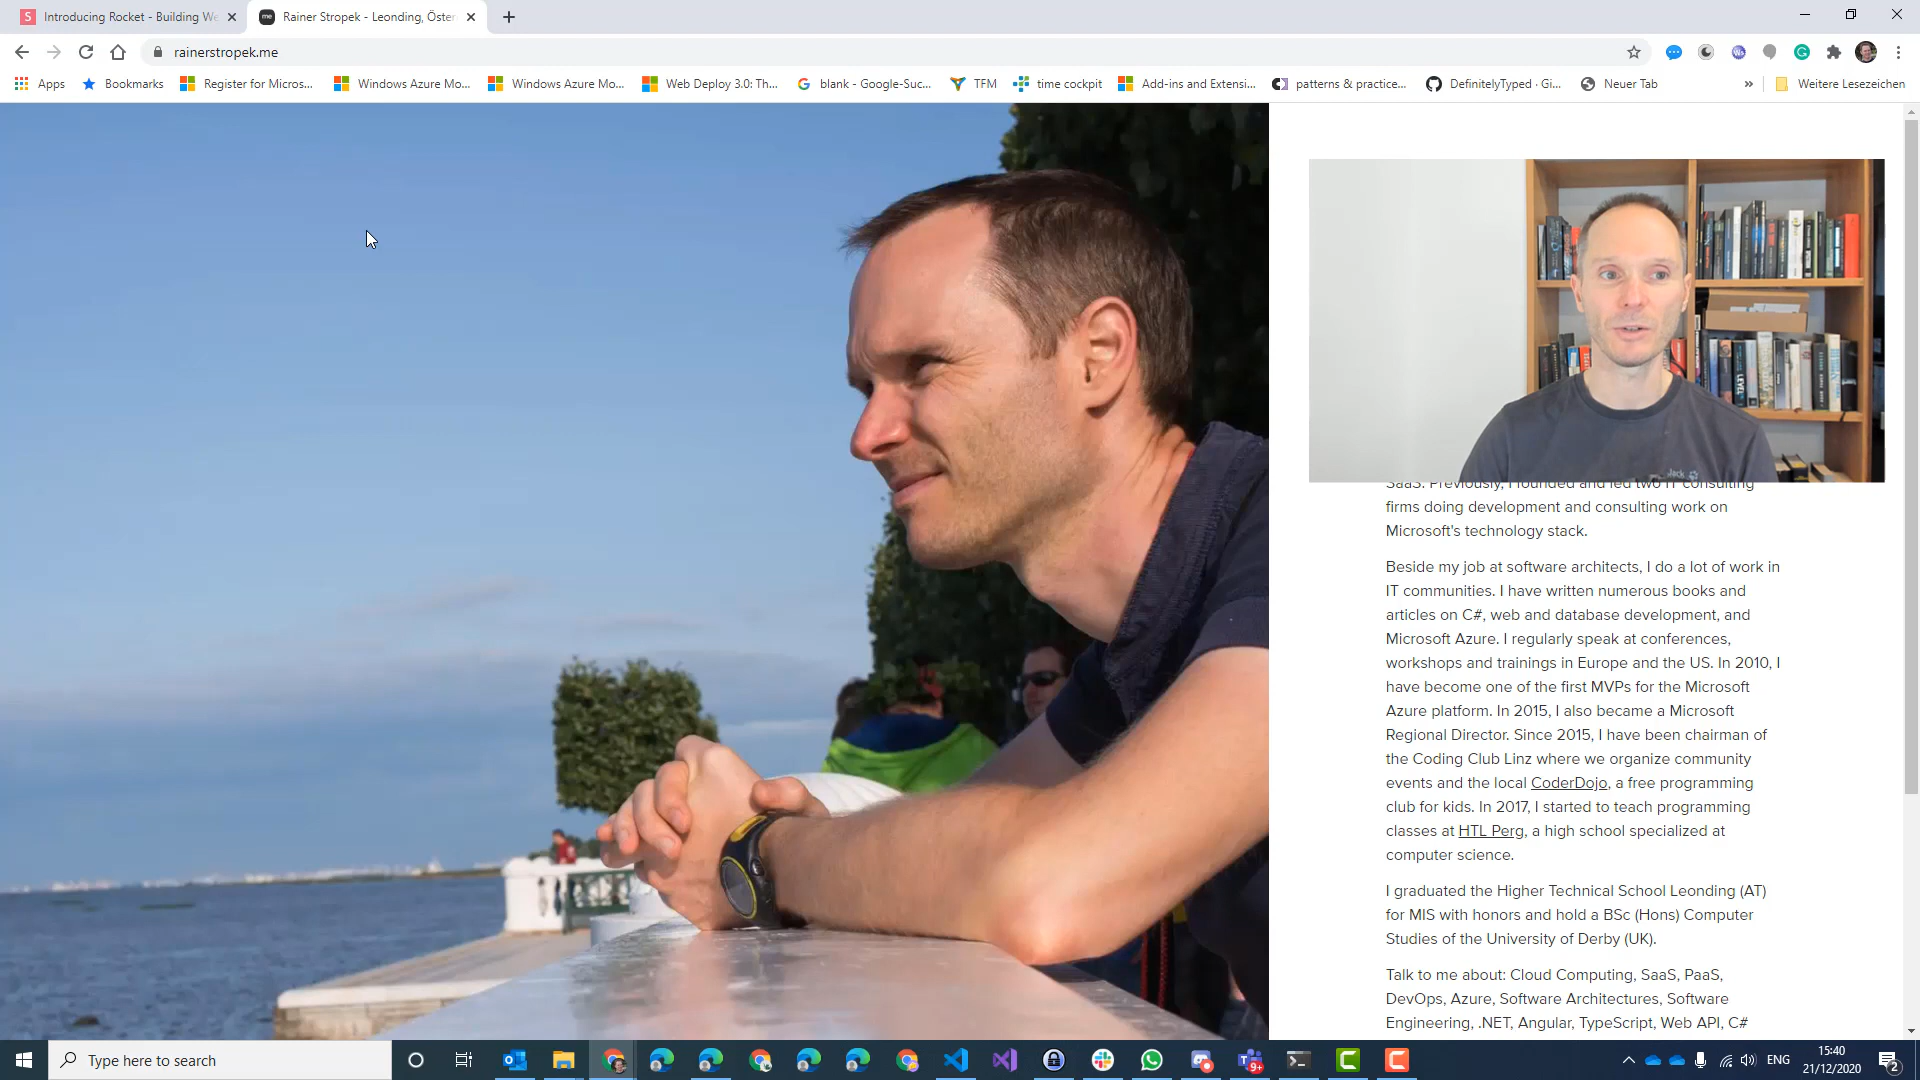 Introducing Rocket - Building We
Rainer Stropek - Leonding, Öster
rainerstropek.me
Apps
Bookmarks
Register for Micros...
Windows Azure Mo...
Windows Azure Mo...
Web Deploy 3.0: Th...
blank - Google-Suc...
TFM
time cockpit
Add-ins and Extensi...
patterns & practice...
DefinitelyTyped · Gi...
Neuer Tab
»
Weitere Lesezeichen
SaaS. Previously, I founded and led two IT consulting
firms doing development and consulting work on
Microsoft's technology stack.
Beside my job at software architects, I do a lot of work in
IT communities. I have written numerous books and
articles on C#, web and database development, and
Microsoft Azure. I regularly speak at conferences,
workshops and trainings in Europe and the US. In 2010, I
have become one of the first MVPs for the Microsoft
Azure platform. In 2015, I also became a Microsoft
Regional Director. Since 2015, I have been chairman of
the Coding Club Linz where we organize community
events and the local CoderDojo, a free programming
club for kids. In 2017, I started to teach programming
classes at HTL Perg, a high school specialized at
computer science.
I graduated the Higher Technical School Leonding (AT)
for MIS with honors and hold a BSc (Hons) Computer
Studies of the University of Derby (UK).
Talk to me about: Cloud Computing, SaaS, PaaS,
DevOps, Azure, Software Architectures, Software
Engineering, .NET, Angular, TypeScript, Web API, C#
Type here to search
9+
ENG
15:40
21/12/2020
2